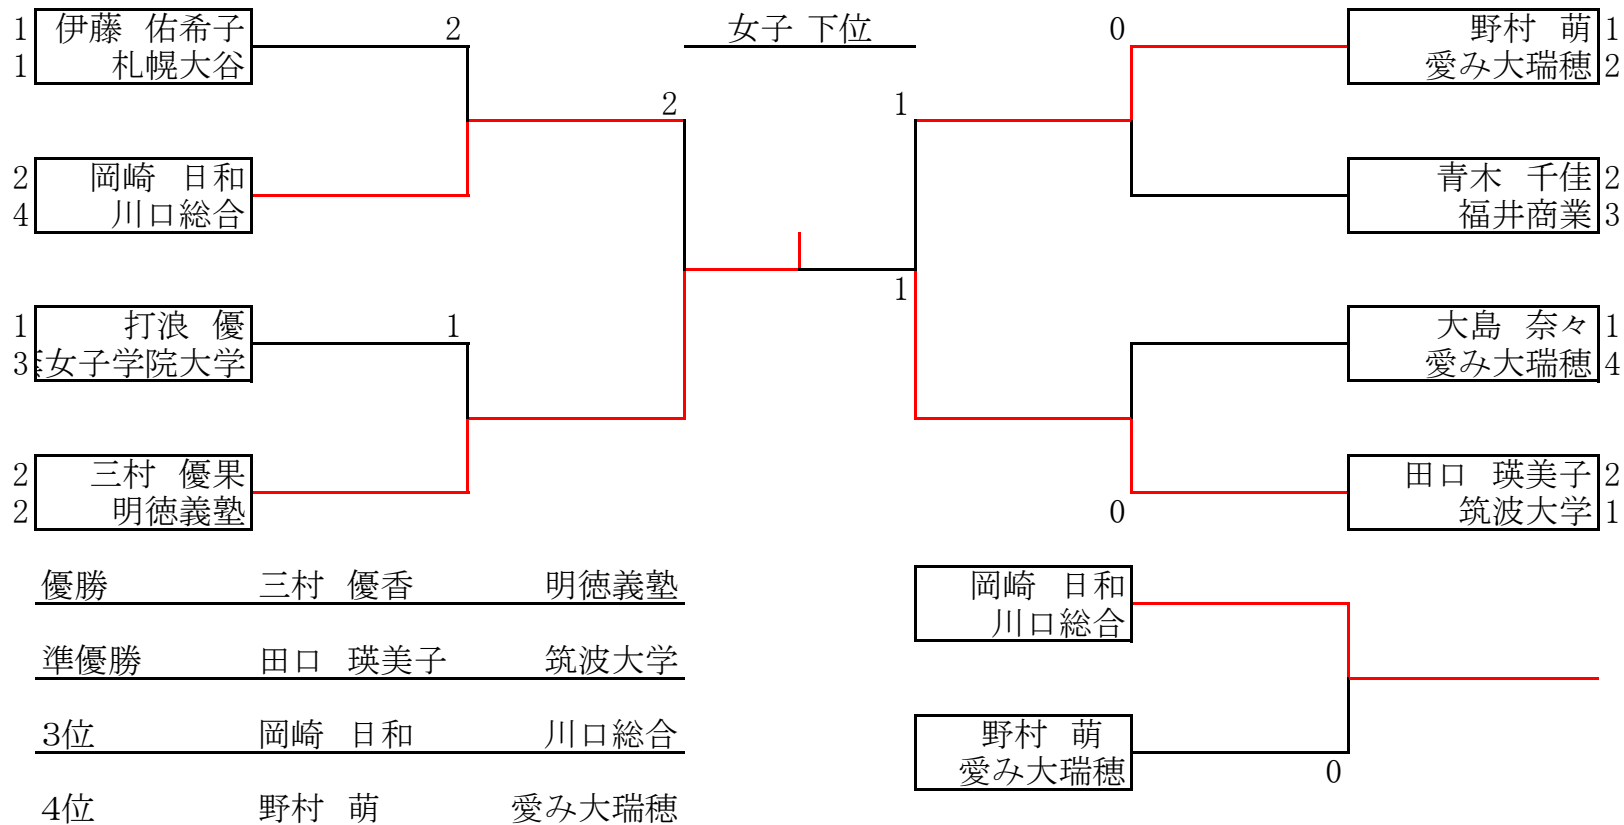 女子 下位
1 伊藤 佑希子 2
1 札幌大谷
2 岡崎 日和
4 川口総合
2
1 打浪 優 1
3 女子学院大学
2 三村 優果
2 明徳義塾
0 野村 萌 1
愛み大瑞穂 2
1
青木 千佳 2
福井商業 3
1
大島 奈々 1
愛み大瑞穂 4
田口 瑛美子 2
0 筑波大学 1
優勝 三村 優香 明徳義塾
準優勝 田口 瑛美子 筑波大学
3位 岡崎 日和 川口総合
4位 野村 萌 愛み大瑞穂
岡崎 日和
川口総合
野村 萌
愛み大瑞穂 0